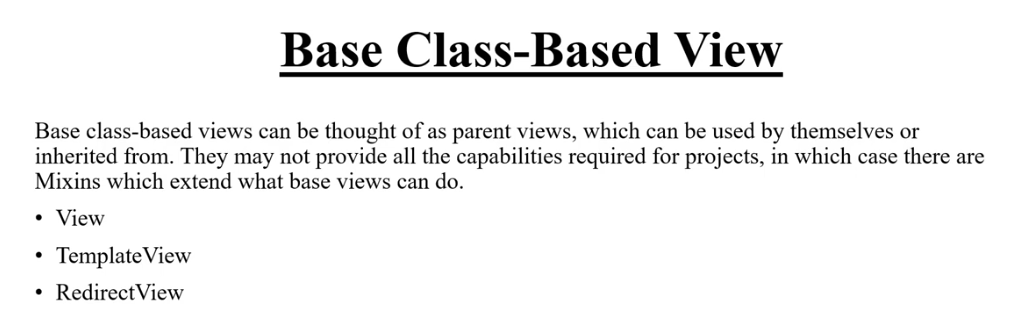 Base Class-Based View
Base class-based views can be thought of as parent views, which can be used by themselves or
inherited from. They may not provide all the capabilities required for projects, in which case there are
Mixins which extend what base views can do.
• View
• TemplateView
• RedirectView